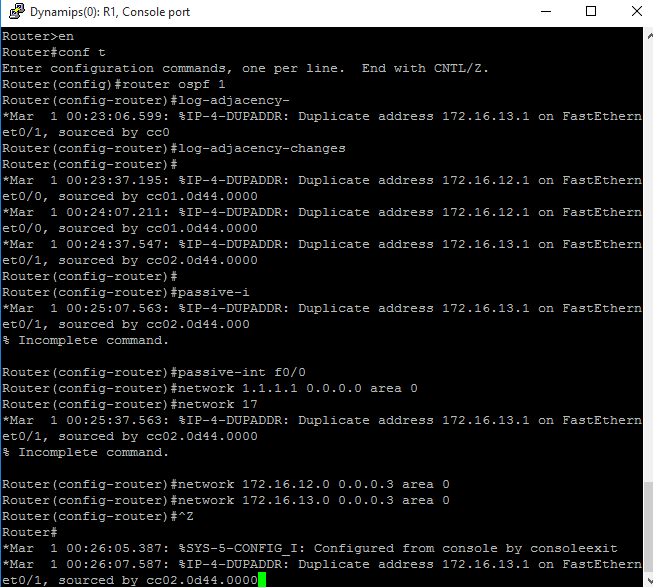 Dynamips(0): R1, Console port
Router>en
Router#conf t
Enter configuration commands, one per line.  End with CNTL/Z.
Router(config)#router ospf 1
Router(config-router)#log-adjacency-
*Mar  1 00:23:06.599: %IP-4-DUPADDR: Duplicate address 172.16.13.1 on FastEthern
et0/1, sourced by cc0
Router(config-router)#log-adjacency-changes
Router(config-router)#
*Mar  1 00:23:37.195: %IP-4-DUPADDR: Duplicate address 172.16.12.1 on FastEthern
et0/0, sourced by cc01.0d44.0000
*Mar  1 00:24:07.211: %IP-4-DUPADDR: Duplicate address 172.16.12.1 on FastEthern
et0/0, sourced by cc01.0d44.0000
*Mar  1 00:24:37.547: %IP-4-DUPADDR: Duplicate address 172.16.13.1 on FastEthern
et0/1, sourced by cc02.0d44.0000
Router(config-router)#
Router(config-router)#passive-i
*Mar  1 00:25:07.563: %IP-4-DUPADDR: Duplicate address 172.16.13.1 on FastEthern
et0/1, sourced by cc02.0d44.000
% Incomplete command.
Router(config-router)#passive-int f0/0
Router(config-router)#network 1.1.1.1 0.0.0.0 area 0
Router(config-router)#network 17
*Mar  1 00:25:37.563: %IP-4-DUPADDR: Duplicate address 172.16.13.1 on FastEthern
et0/1, sourced by cc02.0d44.0000
% Incomplete command.
Router(config-router)#network 172.16.12.0 0.0.0.3 area 0
Router(config-router)#network 172.16.13.0 0.0.0.3 area 0
Router(config-router)#^Z
Router#
*Mar  1 00:26:05.387: %SYS-5-CONFIG_I: Configured from console by consoleexit
*Mar  1 00:26:07.587: %IP-4-DUPADDR: Duplicate address 172.16.13.1 on FastEthern
et0/1, sourced by cc02.0d44.0000